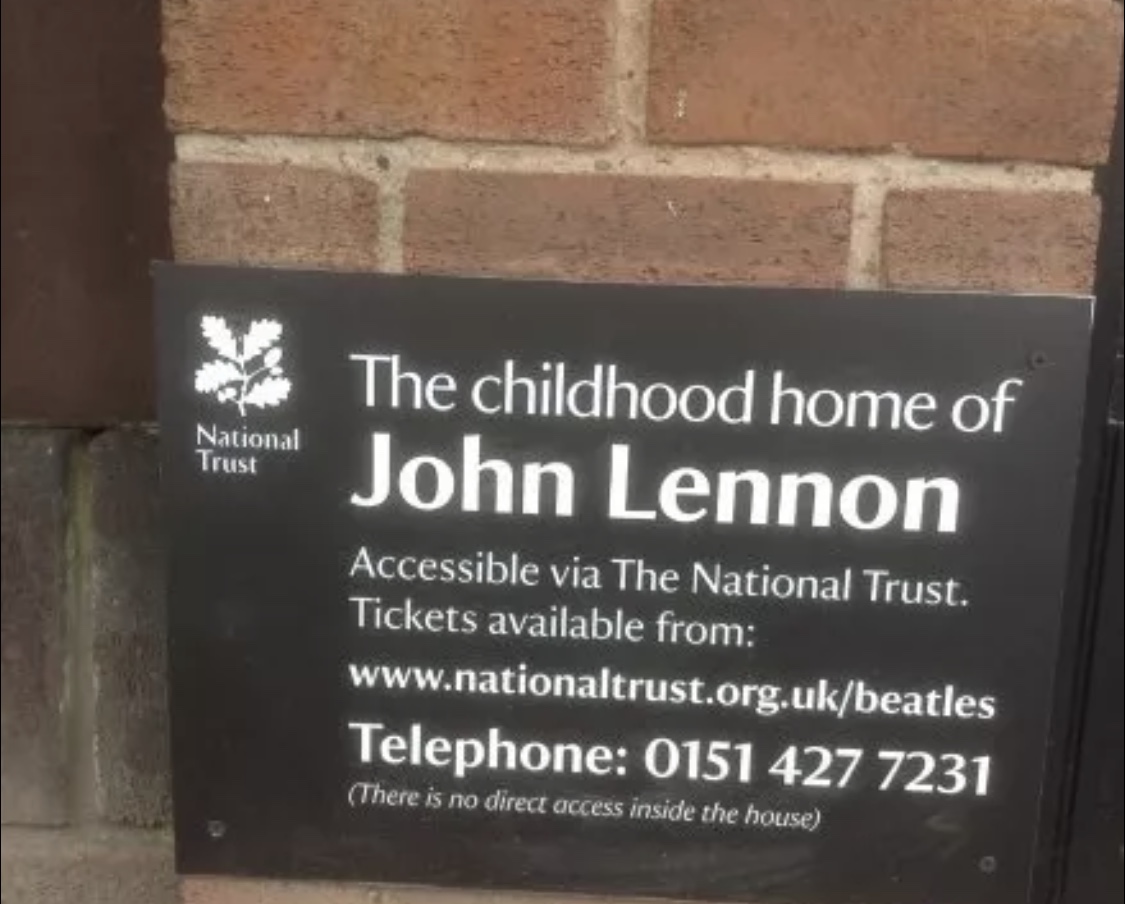 National
Trust
The childhood home of
John Lennon
Accessible via The National Trust.
Tickets available from:
www.nationaltrust.org.uk/beatles
Telephone: 0151 427 7231
(There is no direct access inside the house)